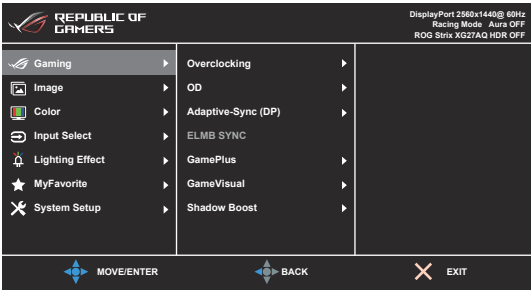 REPUBLIC OF
GAMERS
DisplayPort 2560x1440@ 60Hz
Racing Mode Aura OFF
ROG Strix XG27AQ HDR OFF
Gaming
Image
Color
Input Select
Lighting Effect
MyFavorite
System Setup
Overclocking
OD
Adaptive-Sync (DP)
ELMB SYNC
GamePlus
GameVisual
Shadow Boost
MOVE/ENTER
BACK
EXIT